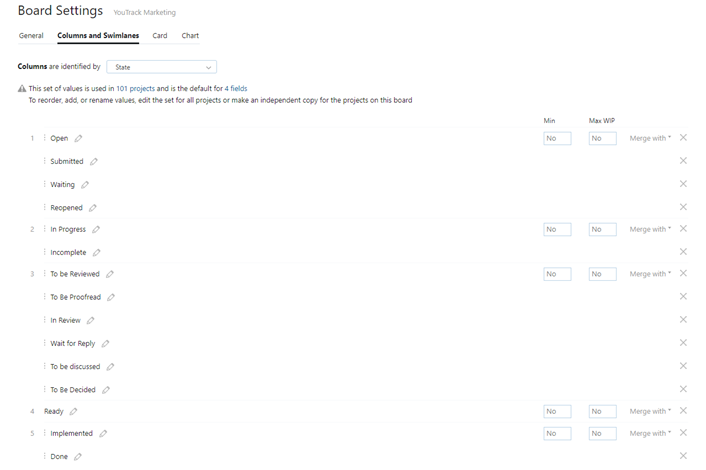 Board Settings YouTrack Marketing
General Columns and Swimlanes Card Chart
Columns are identified by State
This set of values is used in 101 projects and is the default for 4 fields
To reorder, add, or rename values, edit the set for all projects or make an independent copy for the projects on this board
Min Max WIP
1 Open No No Merge with *
Submitted
Waiting
Reopened
2 In Progress No No Merge with *
Incomplete
3 To be Reviewed No No Merge with *
To Be Proofread
In Review
Wait for Reply
To be discussed
To Be Decided
4 Ready No No Merge with *
5 Implemented No No Merge with *
Done